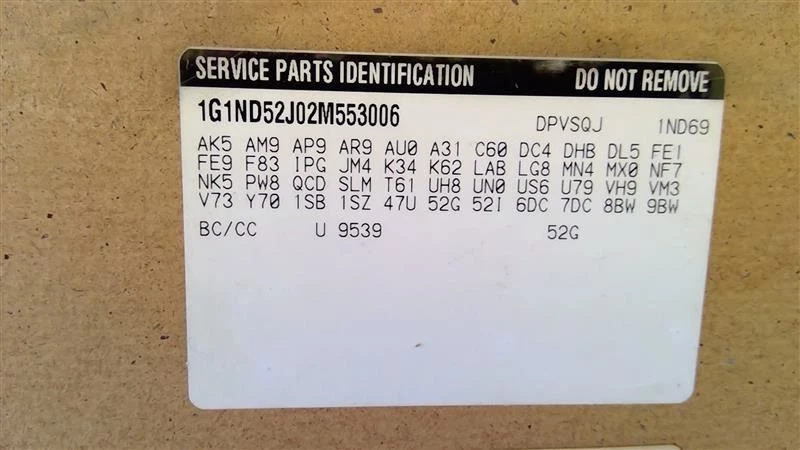 SERVICE PARTS IDENTIFICATION DO NOT REMOVE
1G1ND52J02M553006 DPVSQJ 1ND69
AK5 AM9 AP9 AR9 AU0 A31 C60 DC4 DHB DL5 FE1
FE9 F83 IPG JM4 K34 K62 LAB LG8 MN4 MX0 NF7
NK5 PW8 QCD SLM T61 UH8 UN0 US6 U79 VH9 VM3
V73 Y70 1SB 1SZ 47U 52G 52I 6DC 7DC 8BW 9BW
BC/CC U 9539 52G